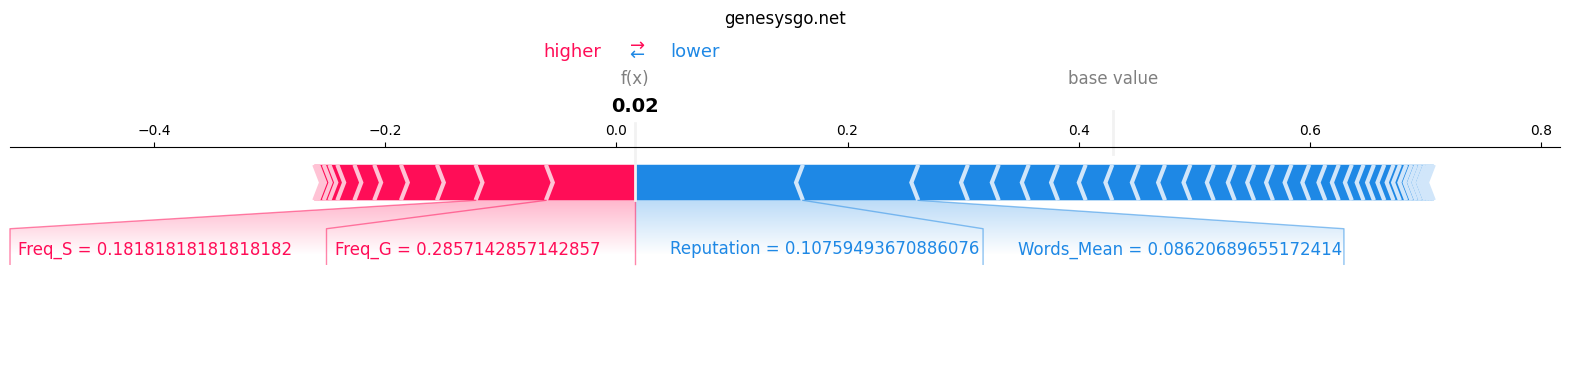 genesysgo.net
higher ⇄ lower
f(x) base value
0.02
−0.4 −0.2 0.0 0.2 0.4 0.6 0.8
Freq_S = 0.18181818181818182 Freq_G = 0.2857142857142857 Reputation = 0.10759493670886076 Words_Mean = 0.08620689655172414